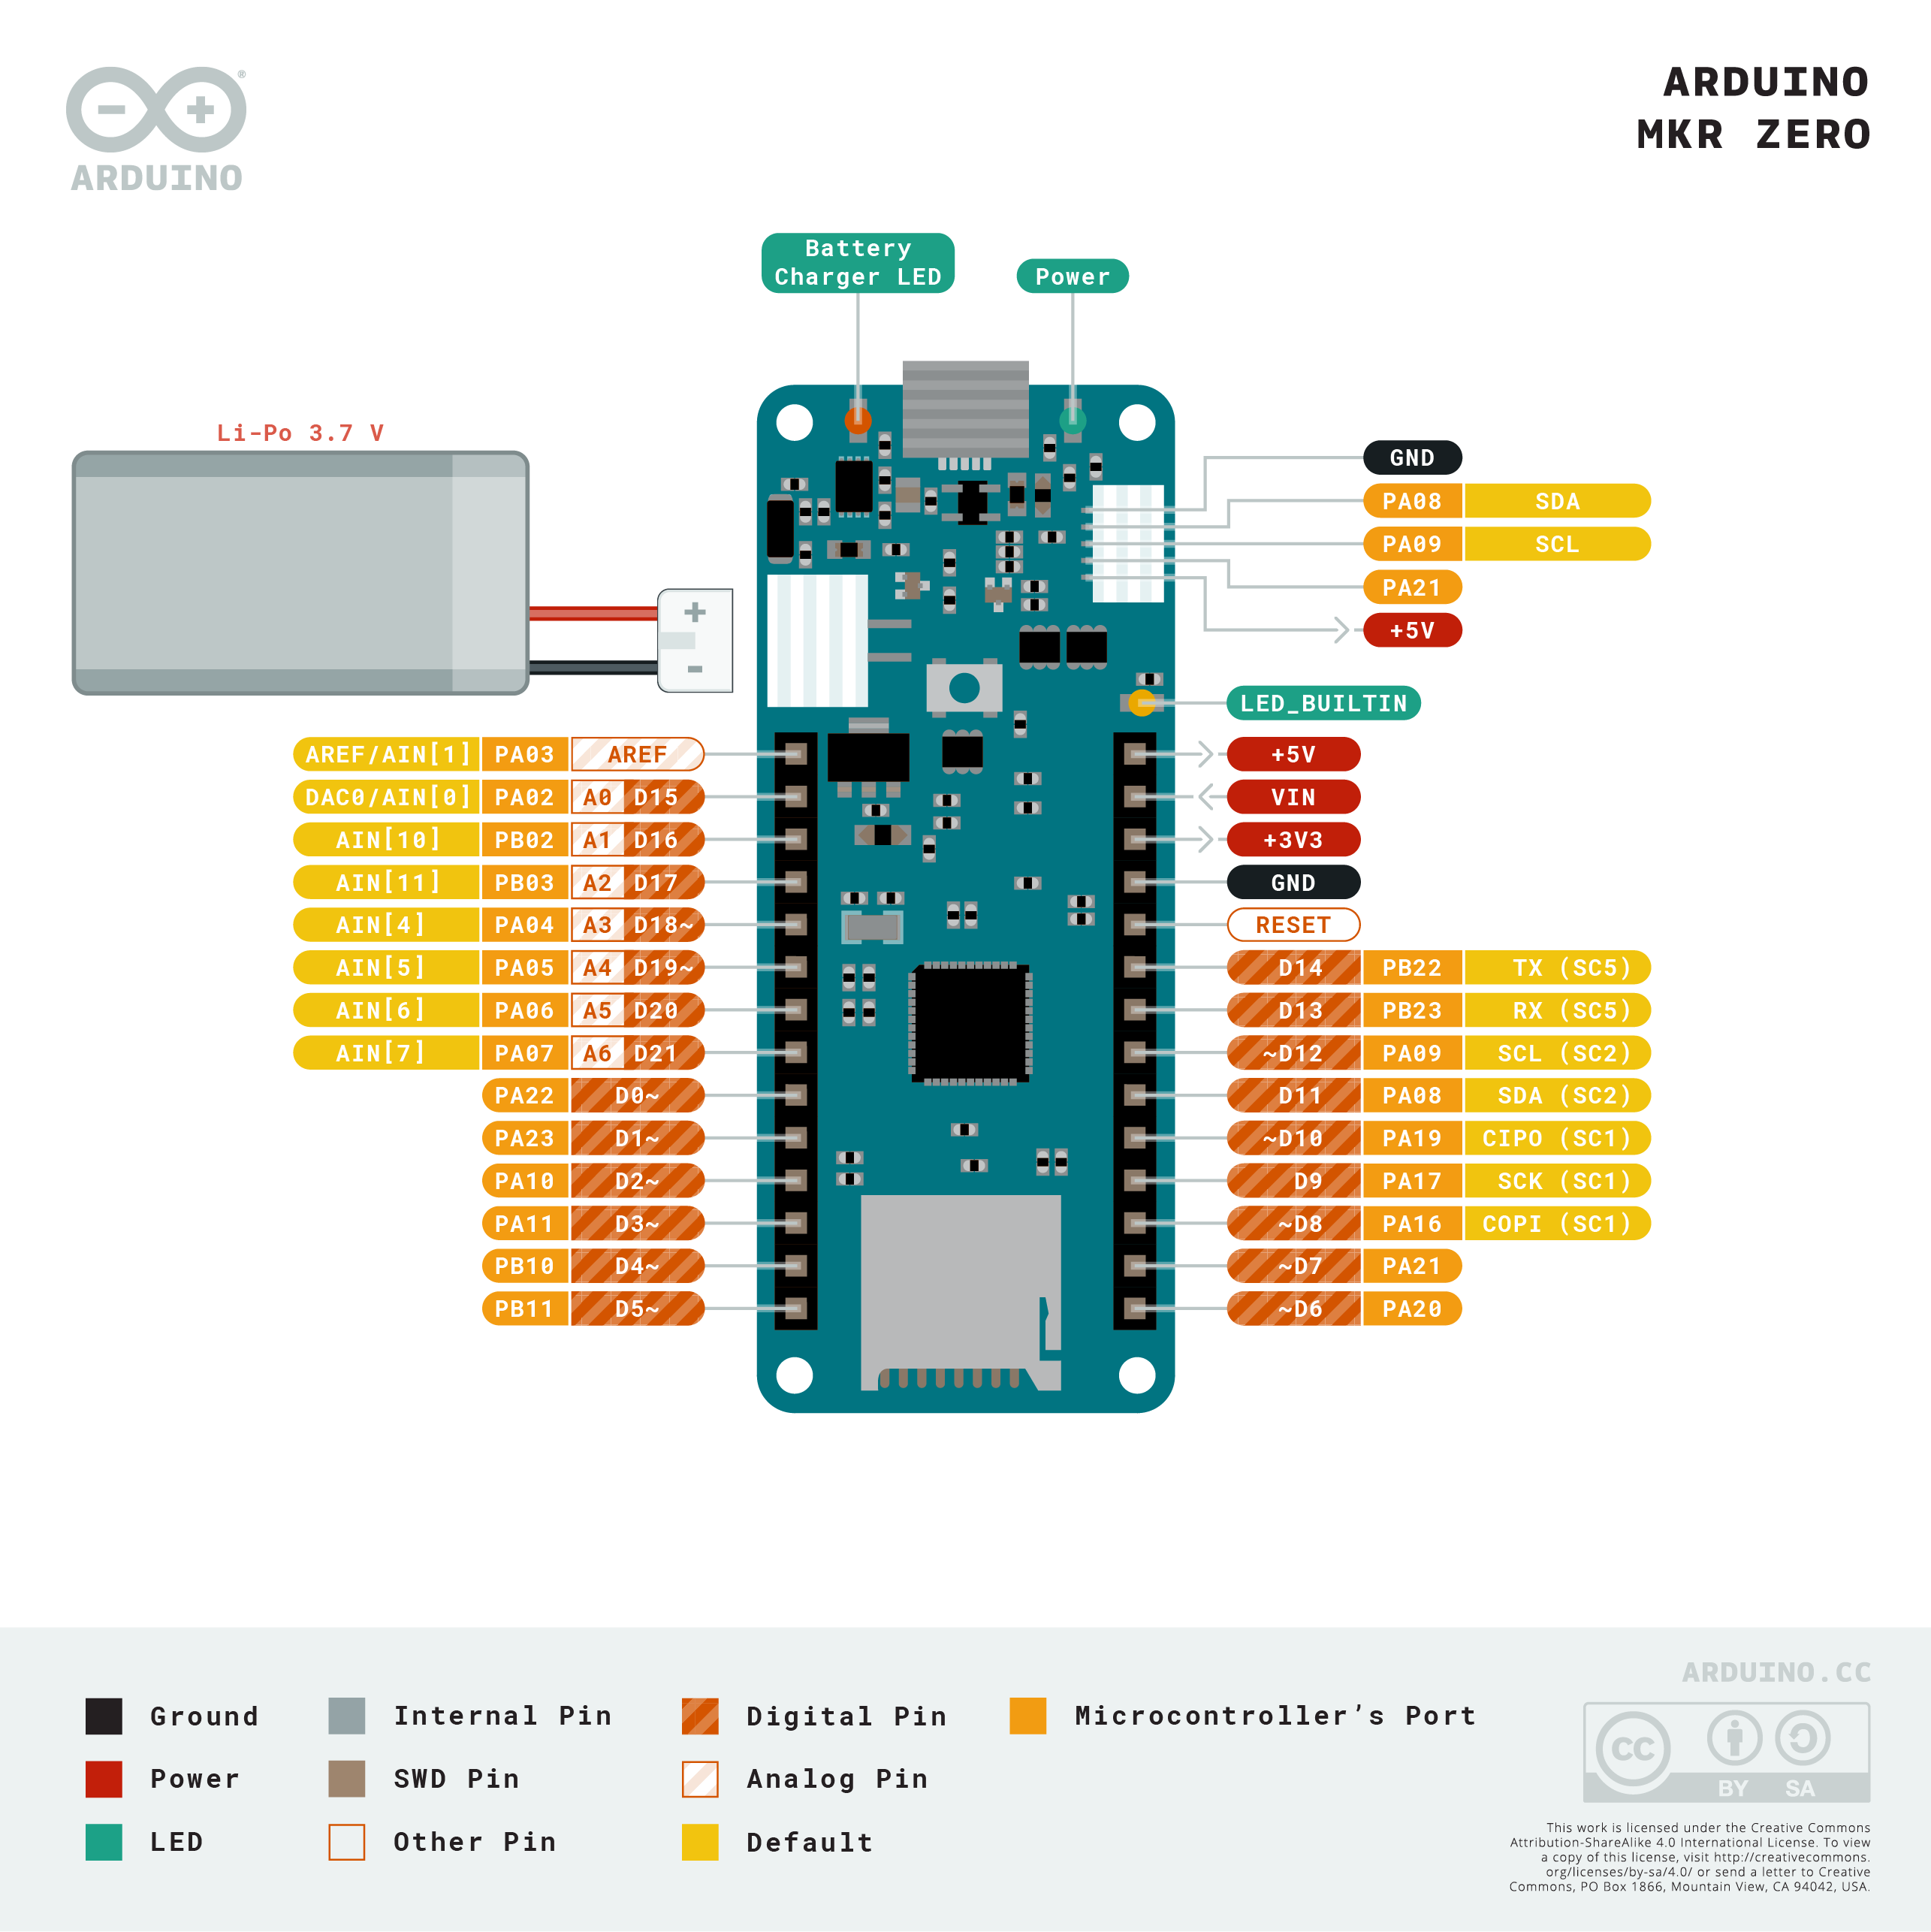 ®
ARDUINO
ARDUINO
MKR ZERO
Battery
Charger LED
Power
Li-Po 3.7 V
+
-
GND
PA08 SDA
PA09 SCL
PA21
+5V
LED_BUILTIN
AREF/AIN[1] PA03 AREF
DAC0/AIN[0] PA02 A0 D15
AIN[10] PB02 A1 D16
AIN[11] PB03 A2 D17
AIN[4] PA04 A3 D18~
AIN[5] PA05 A4 D19~
AIN[6] PA06 A5 D20
AIN[7] PA07 A6 D21
PA22 D0~
PA23 D1~
PA10 D2~
PA11 D3~
PB10 D4~
PB11 D5~
+5V
VIN
+3V3
GND
RESET
D14 PB22 TX (SC5)
D13 PB23 RX (SC5)
~D12 PA09 SCL (SC2)
D11 PA08 SDA (SC2)
~D10 PA19 CIPO (SC1)
D9 PA17 SCK (SC1)
~D8 PA16 COPI (SC1)
~D7 PA21
~D6 PA20
Ground
Power
LED
Internal Pin
SWD Pin
Other Pin
Digital Pin
Analog Pin
Default
Microcontroller’s Port
ARDUINO.CC
CC
BY SA
This work is licensed under the Creative Commons
Attribution-ShareAlike 4.0 International License. To view
a copy of this license, visit http://creativecommons.
org/licenses/by-sa/4.0/ or send a letter to Creative
Commons, PO Box 1866, Mountain View, CA 94042, USA.